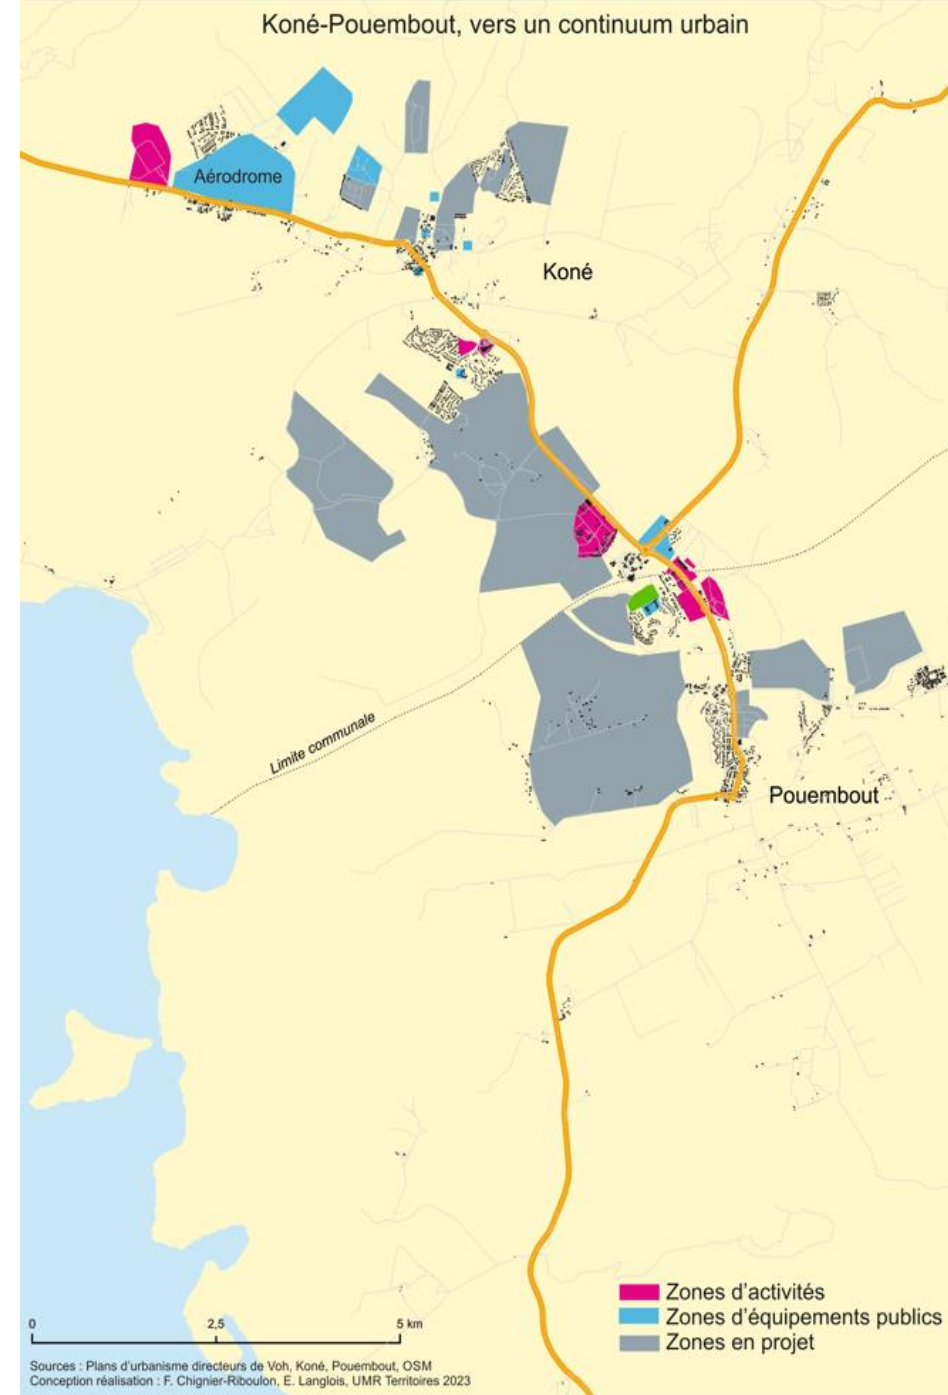 Koné-Pouembout, vers un continuum urbain
Aérodrome
Koné
Limite communale
Pouembout
Zones d'activités
Zones d'équipements publics
Zones en projet
0 2,5 5 km
Sources : Plans d'urbanisme directeurs de Voh, Koné, Pouembout, OSM
Conception réalisation : F. Chignier-Riboulon, E. Langlois, UMR Territoires 2023